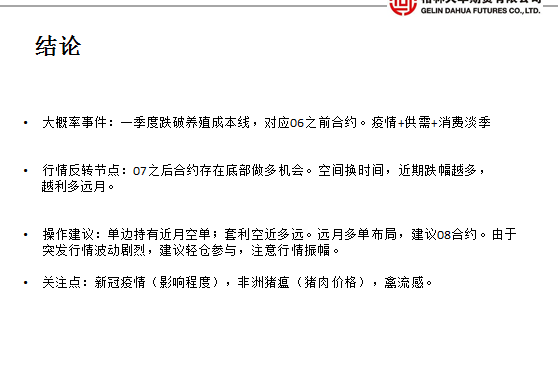 GELIN DAHUA FUTURES CO.,LTD.
结论
• 大概率事件：一季度跌破养殖成本线，对应06之前合约。疫情+供需+消费淡季
• 行情反转节点：07之后合约存在底部做多机会。空间换时间，近期跌幅越多，
越利多远月。
• 操作建议：单边持有近月空单；套利空近多远。远月多单布局，建议08合约。由于
突发行情波动剧烈，建议轻仓参与，注意行情振幅。
• 关注点：新冠疫情（影响程度），非洲猪瘟（猪肉价格），禽流感。